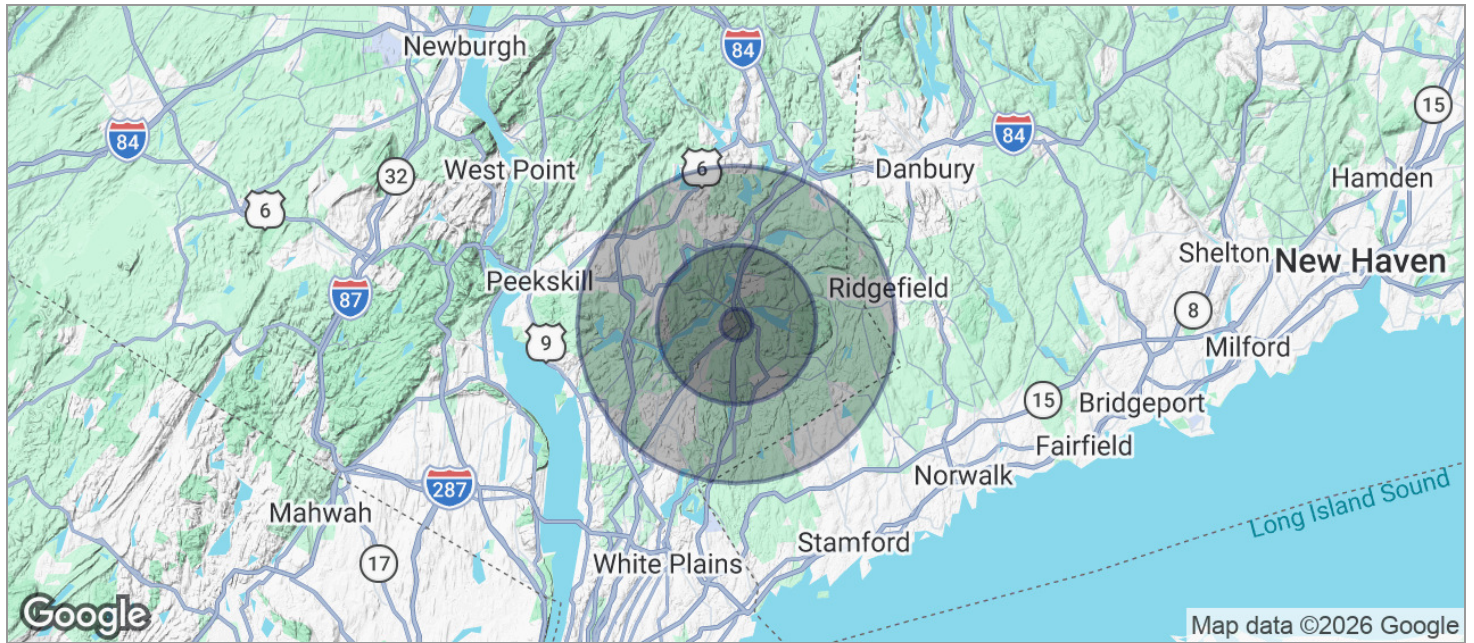 Newburgh
84
84
84
15
West Point
6
Danbury
32
Hamden
6
Shelton
New Haven
Peekskill
Ridgefield
87
8
9
Milford
15
Bridgeport
Fairfield
Norwalk
287
Mahwah
Long Island Sound
Stamford
17
White Plains
Google
Map data ©2026 Google